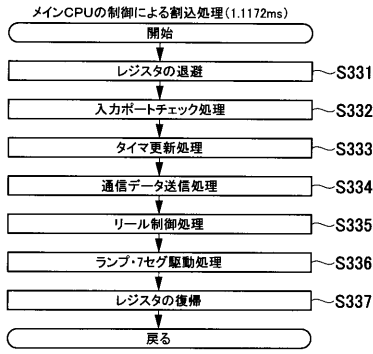 メインCPUの制御による割込処理(1.1172ms)
開始
レジスタの退避 S331
入力ポートチェック処理 S332
タイマ更新処理 S333
通信データ送信処理 S334
リール制御処理 S335
ランプ・7セグ駆動処理 S336
レジスタの復帰 S337
戻る